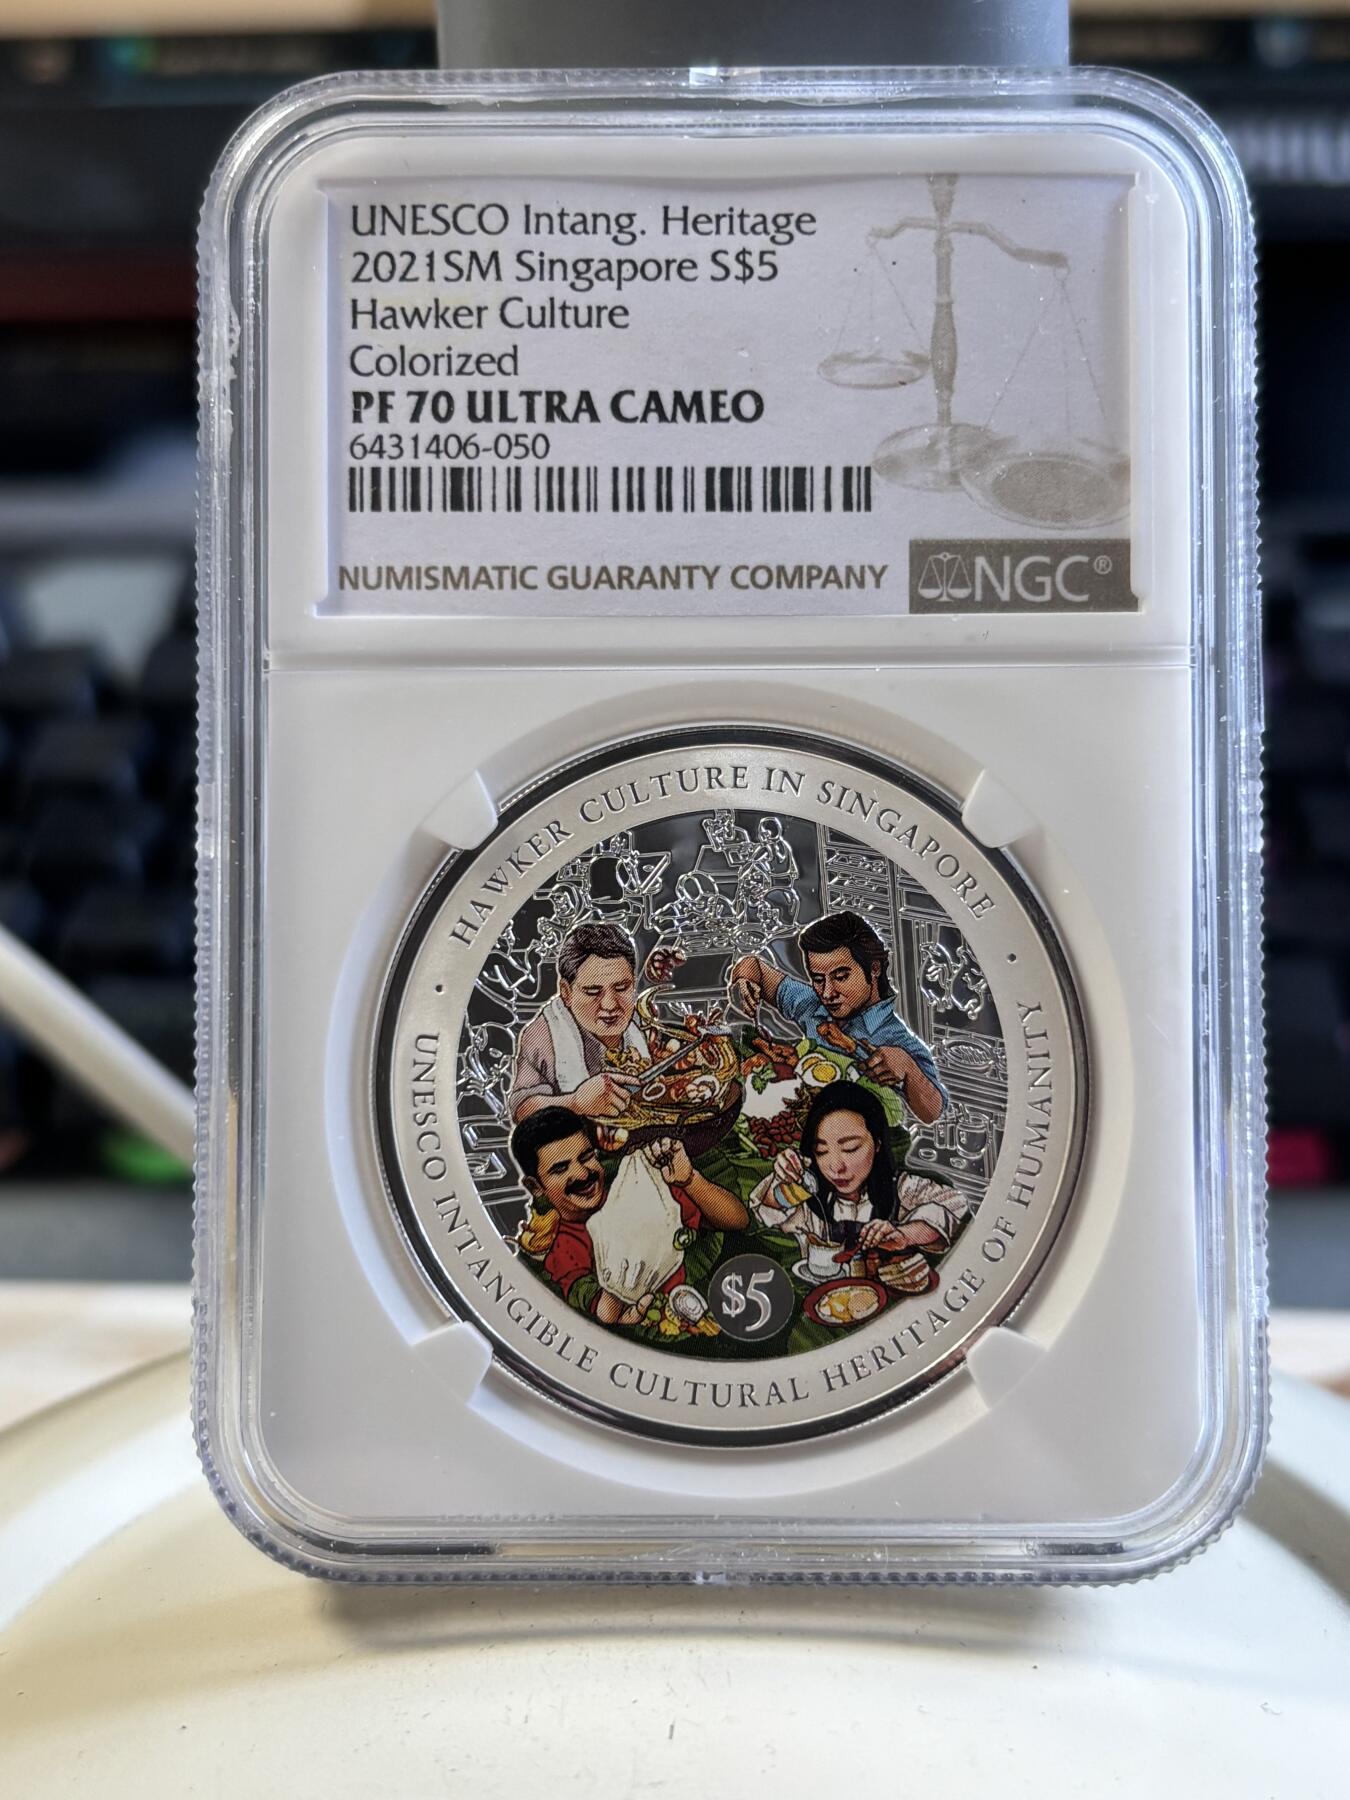 UNESCO Intang. Heritage
2021SM Singapore S$5
Hawker Culture
Colorized
PF 70 ULTRA CAMEO
6431406-050
NUMISMATIC GUARANTY COMPANY
NGC®
HAWKER CULTURE IN SINGAPORE
UNESCO INTANGIBLE CULTURAL HERITAGE OF HUMANITY
$5